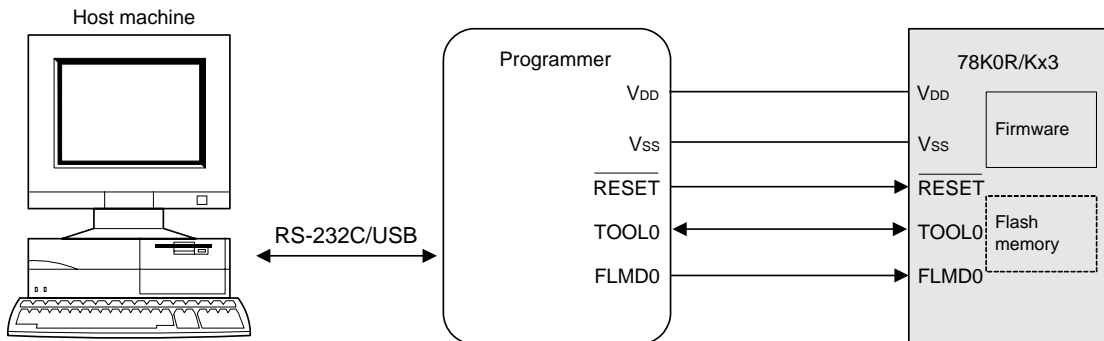 Host machine
RS-232C/USB
Programmer
VDD
VSS
RESET
TOOL0
FLMD0
78K0R/Kx3
VDD
VSS
RESET
TOOL0
FLMD0
Firmware
Flash
memory